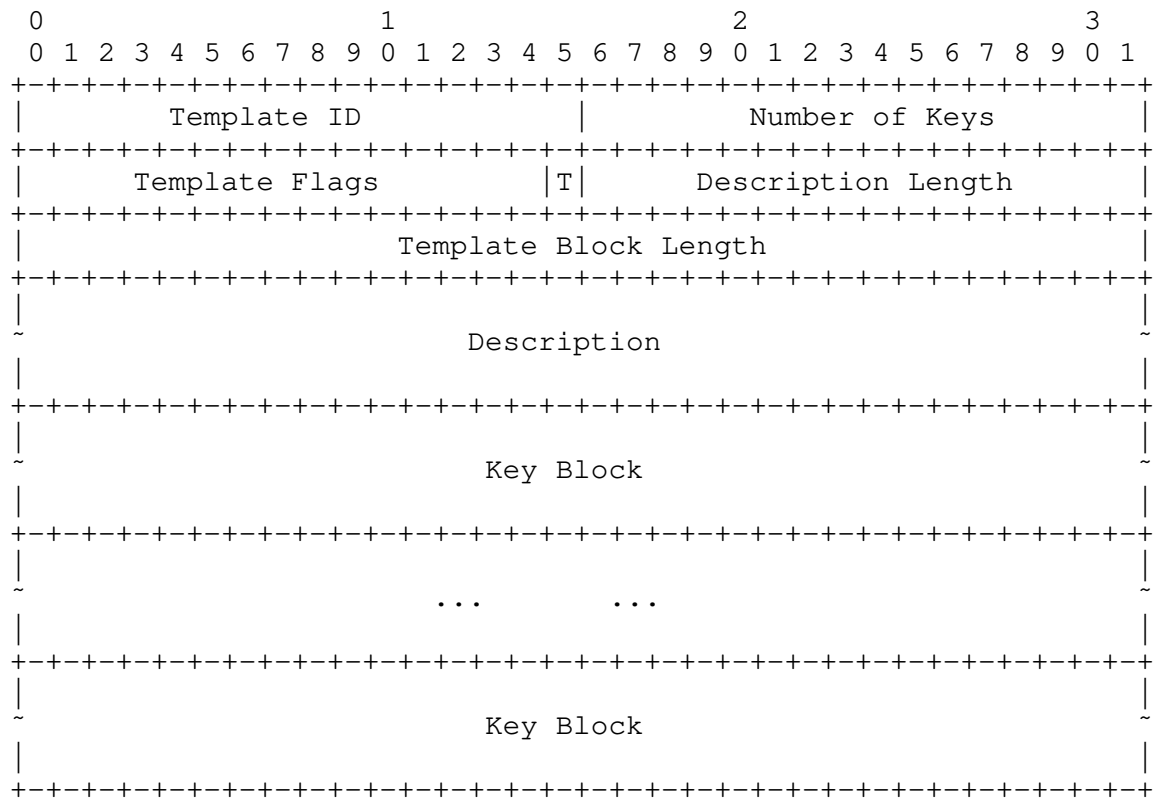 0                   1                   2                   3
 0 1 2 3 4 5 6 7 8 9 0 1 2 3 4 5 6 7 8 9 0 1 2 3 4 5 6 7 8 9 0 1
+-+-+-+-+-+-+-+-+-+-+-+-+-+-+-+-+-+-+-+-+-+-+-+-+-+-+-+-+-+-+-+-+
|        Template ID            |         Number of Keys        |
+-+-+-+-+-+-+-+-+-+-+-+-+-+-+-+-+-+-+-+-+-+-+-+-+-+-+-+-+-+-+-+-+
|      Template Flags         |T|      Description Length       |
+-+-+-+-+-+-+-+-+-+-+-+-+-+-+-+-+-+-+-+-+-+-+-+-+-+-+-+-+-+-+-+-+
|                     Template Block Length                     |
+-+-+-+-+-+-+-+-+-+-+-+-+-+-+-+-+-+-+-+-+-+-+-+-+-+-+-+-+-+-+-+-+
|                                                               |
~                         Description                           ~
|                                                               |
+-+-+-+-+-+-+-+-+-+-+-+-+-+-+-+-+-+-+-+-+-+-+-+-+-+-+-+-+-+-+-+-+
|                                                               |
~                          Key Block                            ~
|                                                               |
+-+-+-+-+-+-+-+-+-+-+-+-+-+-+-+-+-+-+-+-+-+-+-+-+-+-+-+-+-+-+-+-+
|                                                               |
~                       ...       ...                           ~
|                                                               |
+-+-+-+-+-+-+-+-+-+-+-+-+-+-+-+-+-+-+-+-+-+-+-+-+-+-+-+-+-+-+-+-+
|                                                               |
~                          Key Block                            ~
|                                                               |
+-+-+-+-+-+-+-+-+-+-+-+-+-+-+-+-+-+-+-+-+-+-+-+-+-+-+-+-+-+-+-+-+